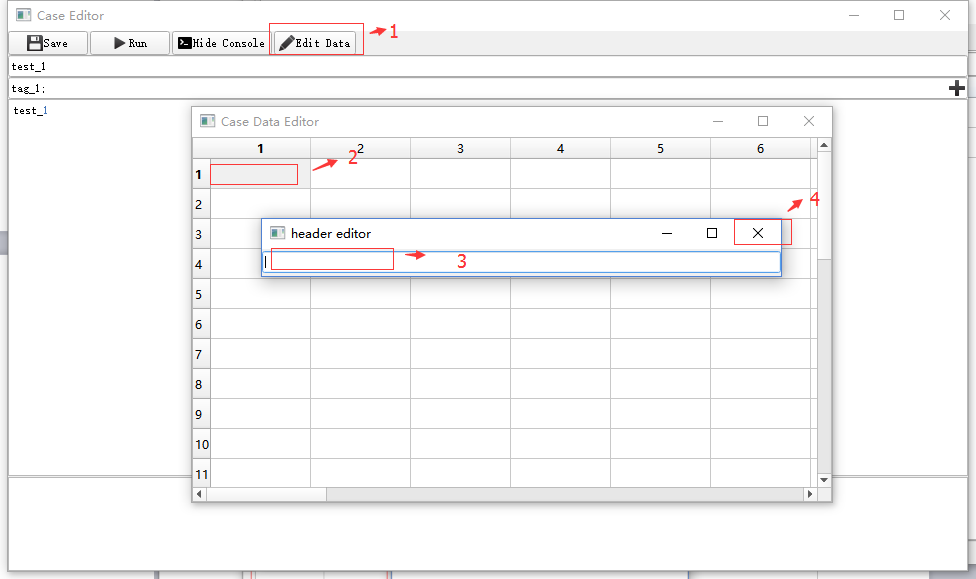 Case Editor
Save Run Hide Console Edit Data 1
test_1
tag_1;
test_1
Case Data Editor
1 2 3 4 5 6
1 2
2
4
3 header editor
4 3
5
6
7
8
9
10
11